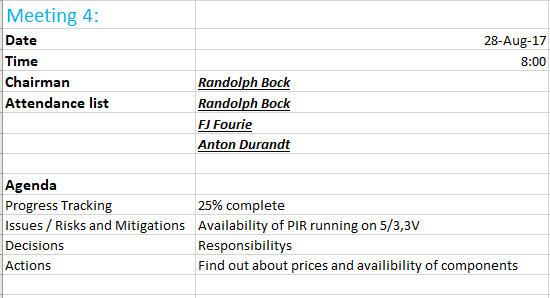 Meeting 4:
Date 28-Aug-17
Time 8:00
Chairman Randolph Bock
Attendance list Randolph Bock
FJ Fourie
Anton Durandt
Agenda
Progress Tracking 25% complete
Issues / Risks and Mitigations Availability of PIR running on 5/3,3V
Decisions Responsibilitys
Actions Find out about prices and availibility of components